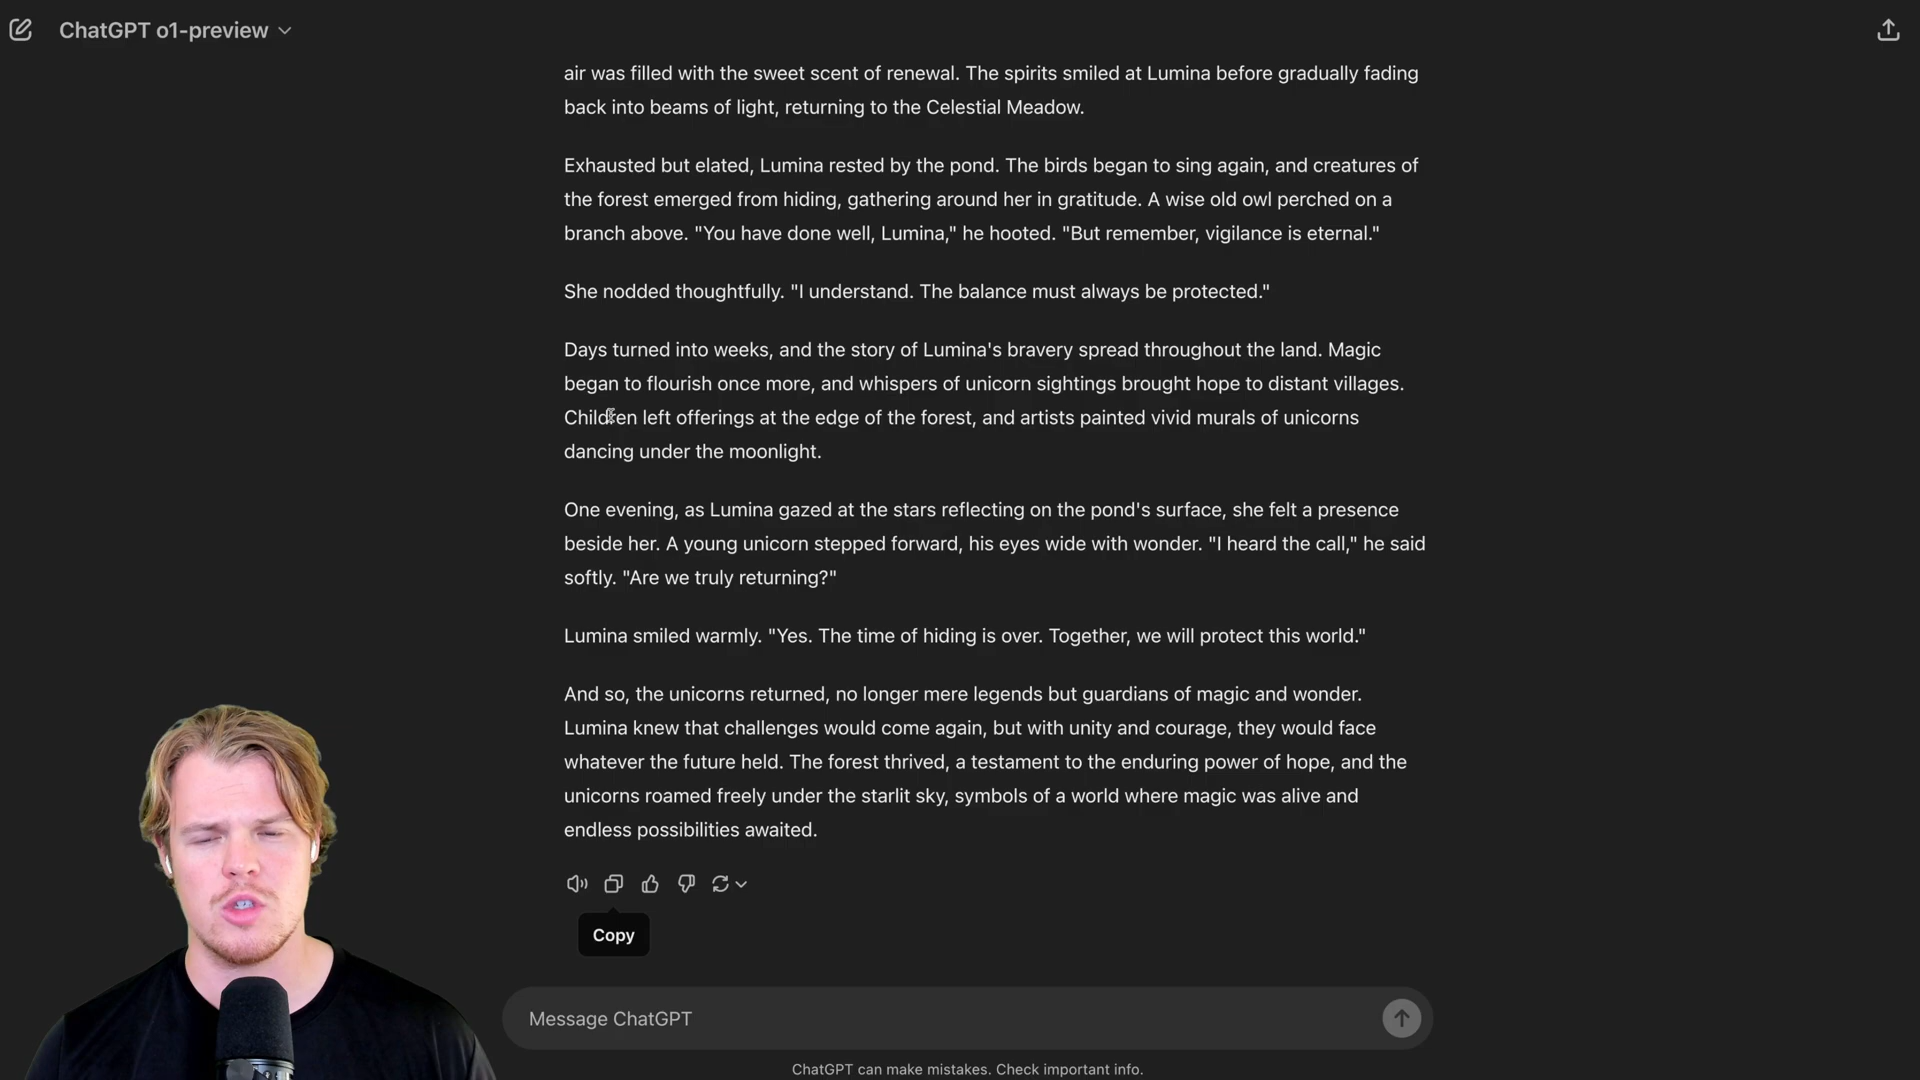 ChatGPT o1-preview
air was filled with the sweet scent of renewal. The spirits smiled at Lumina before gradually fading
back into beams of light, returning to the Celestial Meadow.
Exhausted but elated, Lumina rested by the pond. The birds began to sing again, and creatures of
the forest emerged from hiding, gathering around her in gratitude. A wise old owl perched on a
branch above. "You have done well, Lumina," he hooted. "But remember, vigilance is eternal."
She nodded thoughtfully. "I understand. The balance must always be protected."
Days turned into weeks, and the story of Lumina's bravery spread throughout the land. Magic
began to flourish once more, and whispers of unicorn sightings brought hope to distant villages.
Children left offerings at the edge of the forest, and artists painted vivid murals of unicorns
dancing under the moonlight.
One evening, as Lumina gazed at the stars reflecting on the pond's surface, she felt a presence
beside her. A young unicorn stepped forward, his eyes wide with wonder. "I heard the call," he said
softly. "Are we truly returning?"
Lumina smiled warmly. "Yes. The time of hiding is over. Together, we will protect this world."
And so, the unicorns returned, no longer mere legends but guardians of magic and wonder.
Lumina knew that challenges would come again, but with unity and courage, they would face
whatever the future held. The forest thrived, a testament to the enduring power of hope, and the
unicorns roamed freely under the starlit sky, symbols of a world where magic was alive and
endless possibilities awaited.
Copy
Message ChatGPT
ChatGPT can make mistakes. Check important info.